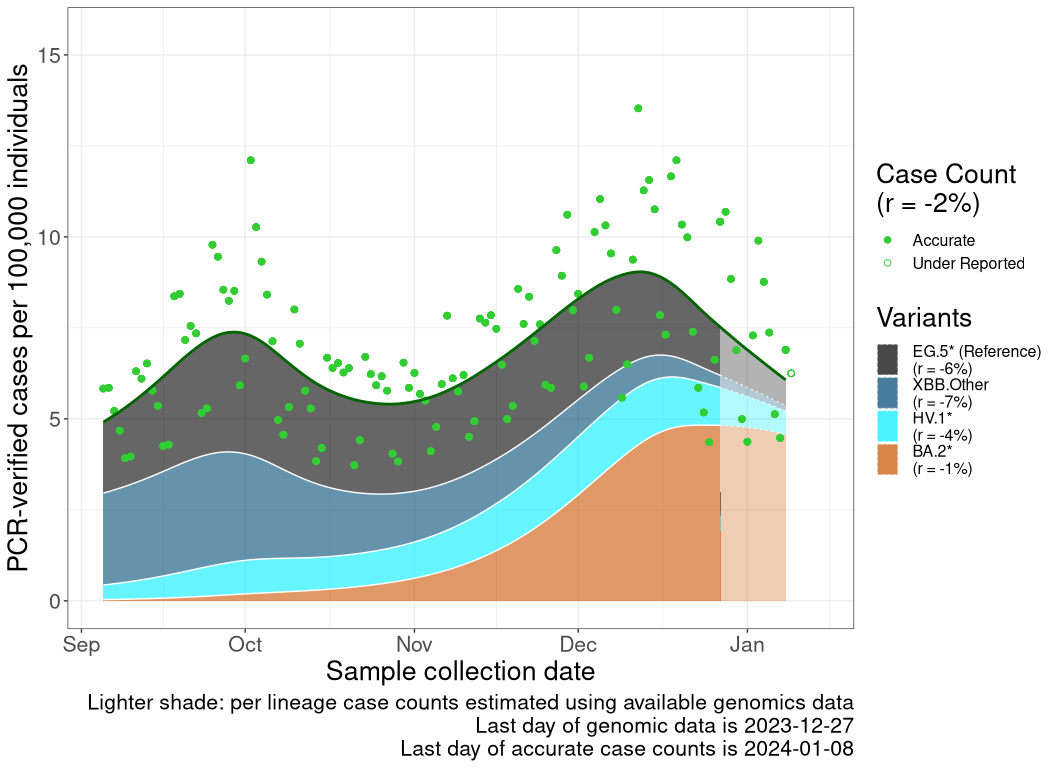 PCR-verified cases per 100,000 individuals
15
10
5
0
Sep Oct Nov Dec Jan
Sample collection date
Lighter shade: per lineage case counts estimated using available genomics data
Last day of genomic data is 2023-12-27
Last day of accurate case counts is 2024-01-08
Case Count
(r = -2%)
Accurate
Under Reported
Variants
EG.5* (Reference)
(r = -6%)
XBB.Other
(r = -7%)
HV.1*
(r = -4%)
BA.2*
(r = -1%)